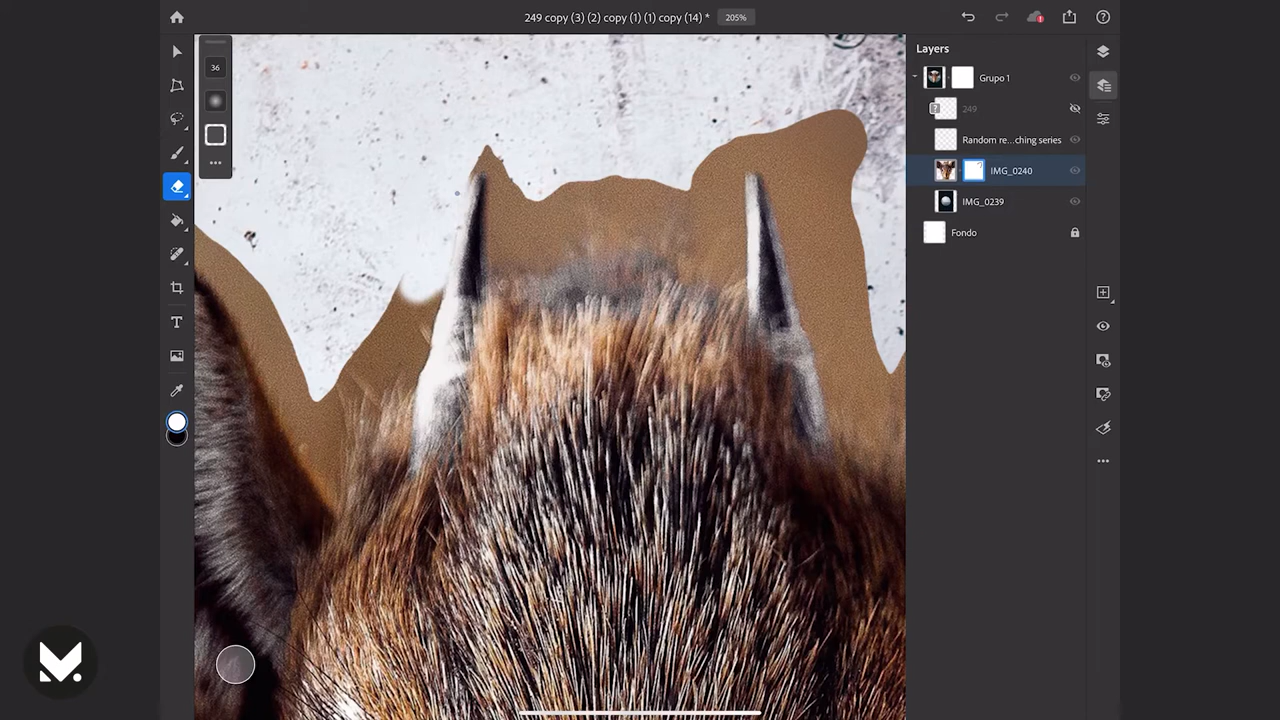 249 copy (3) (2) copy (1) (1) copy (14) * 205%
36
Layers
Grupo 1
249
Random re...ching series
IMG_0240
IMG_0239
Fondo